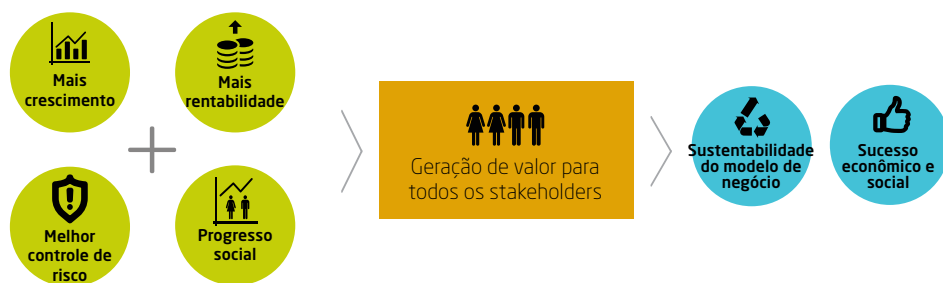 Mais
crescimento
Mais
rentabilidade
Melhor
controle de
risco
Progresso
social
Geração de valor para
todos os stakeholders
Sustentabilidade
do modelo de
negócio
Sucesso
econômico e
social